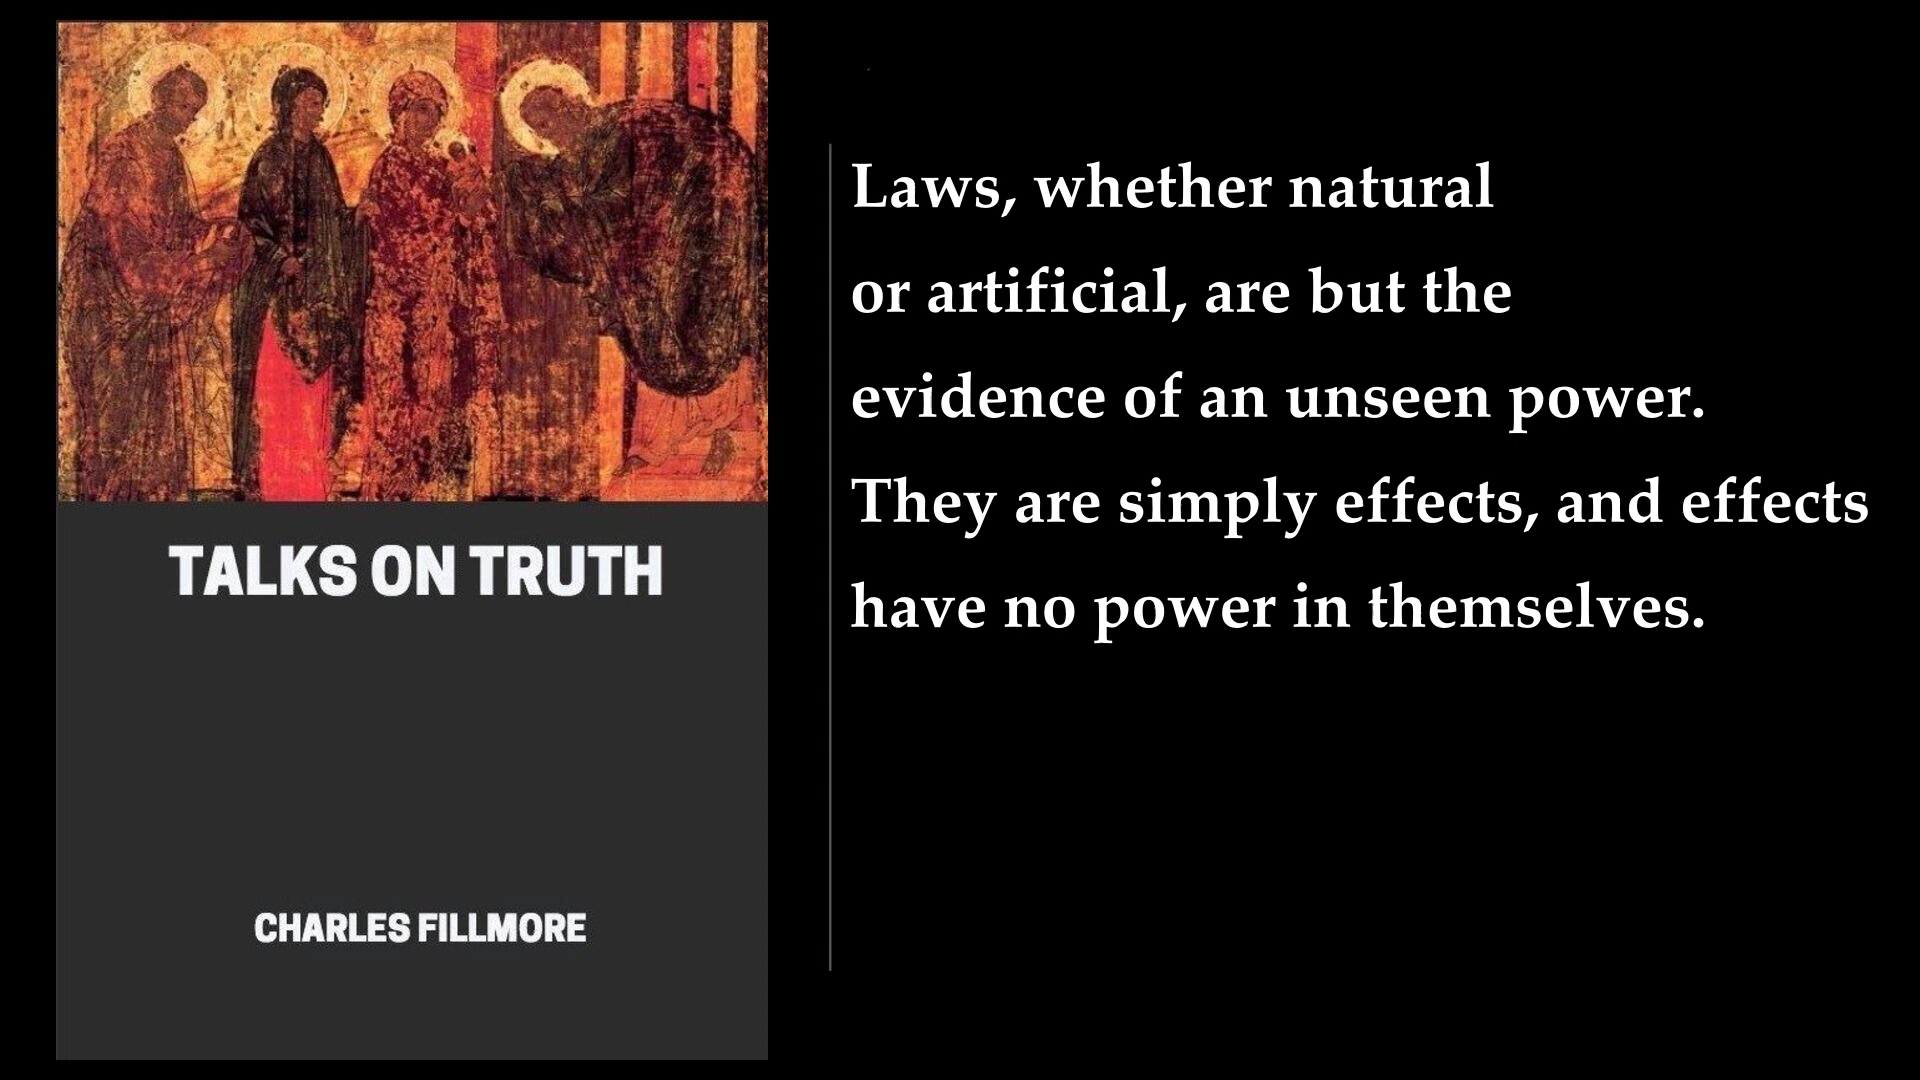 TALKS ON TRUTH
CHARLES FILLMORE
Laws, whether natural
or artificial, are but the
evidence of an unseen power.
They are simply effects, and effects
have no power in themselves.